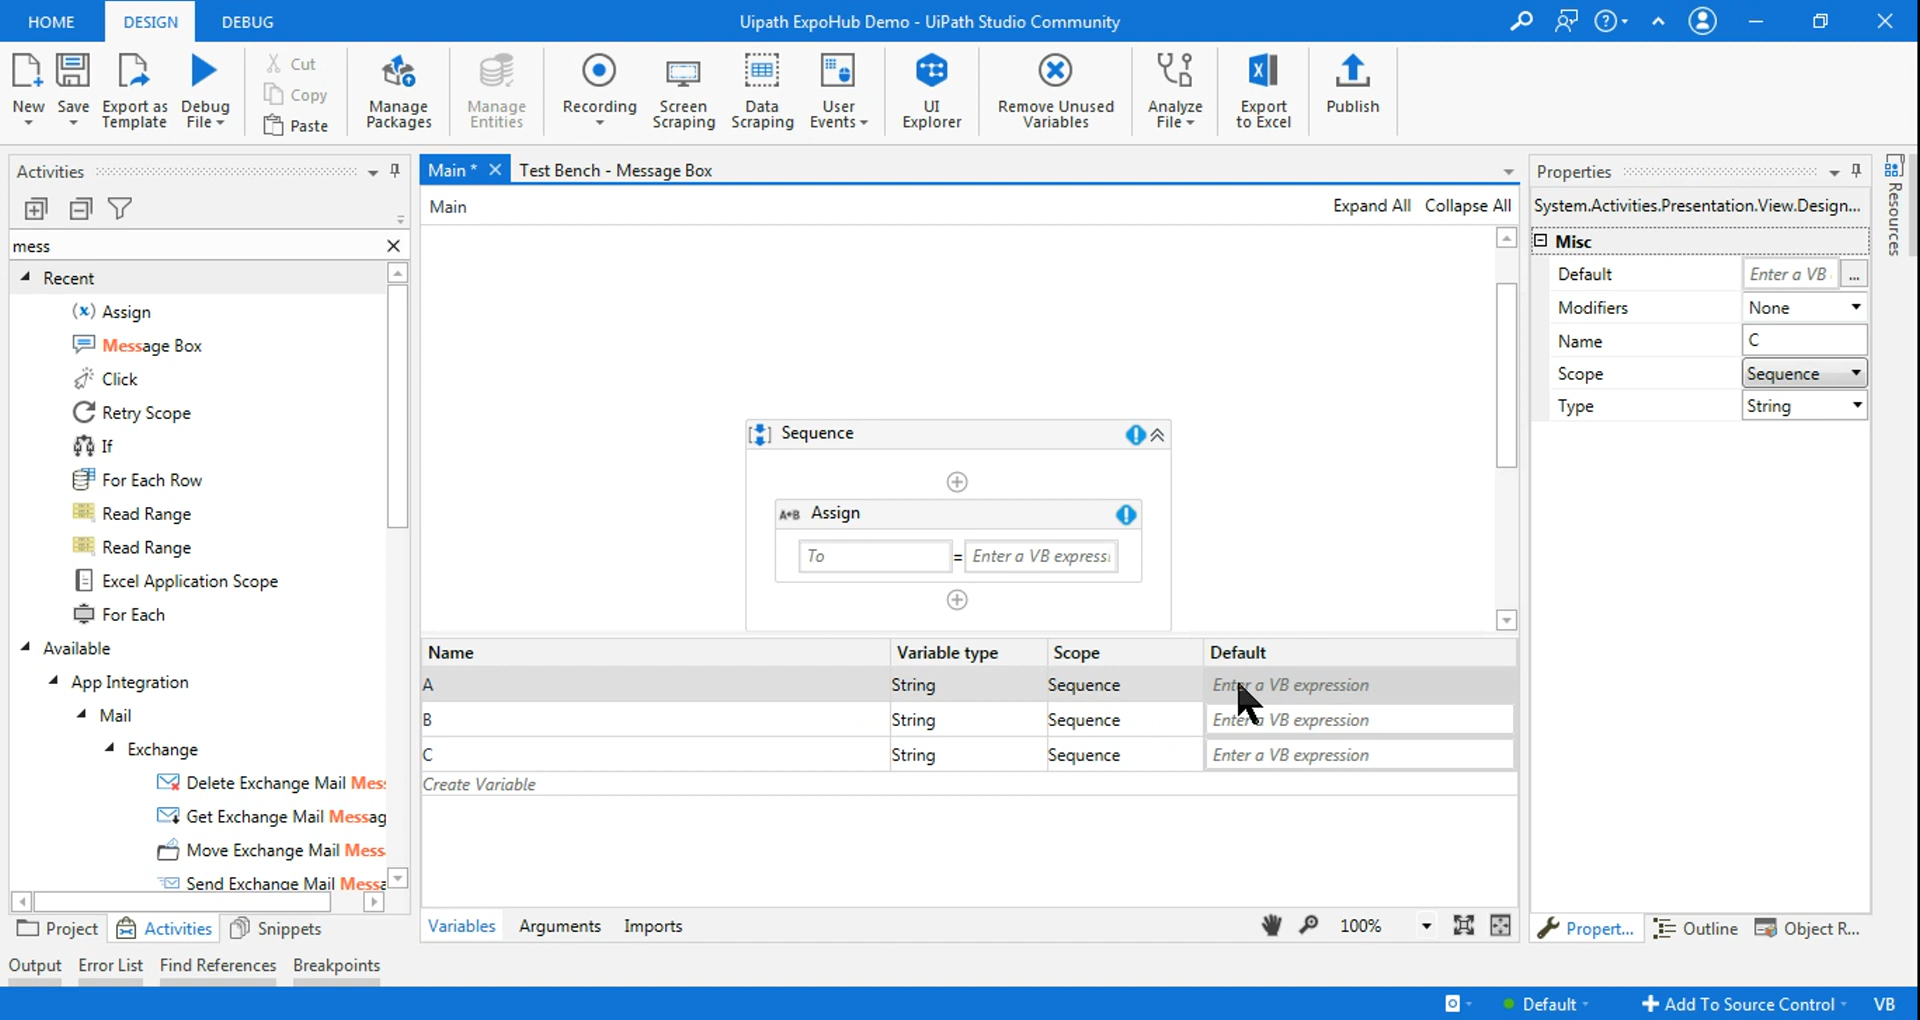 HOME DESIGN DEBUG Uipath ExpoHub Demo - UiPath Studio Community
New Save Export as Template Debug File Cut Copy Paste Manage Packages Manage Entities Recording Screen Scraping Data Scraping User Events UI Explorer Remove Unused Variables Analyze File Export to Excel Publish
Activities
mess
Recent
(x) Assign
Message Box
Click
Retry Scope
If
For Each Row
Read Range
Read Range
Excel Application Scope
For Each
Available
App Integration
Mail
Exchange
Delete Exchange Mail Mess
Get Exchange Mail Messag
Move Exchange Mail Mess
Send Exchange Mail Messa
Project Activities Snippets
Main * Test Bench - Message Box
Main Expand All Collapse All
Sequence
A*B Assign
To = Enter a VB expressi
Name Variable type Scope Default
A String Sequence Enter a VB expression
B String Sequence Enter a VB expression
C String Sequence Enter a VB expression
Create Variable
Variables Arguments Imports 100%
Properties
System.Activities.Presentation.View.Design...
Misc
Default Enter a VB ...
Modifiers None
Name C
Scope Sequence
Type String
Propert... Outline Object R...
Resources
Output Error List Find References Breakpoints
Default Add To Source Control VB